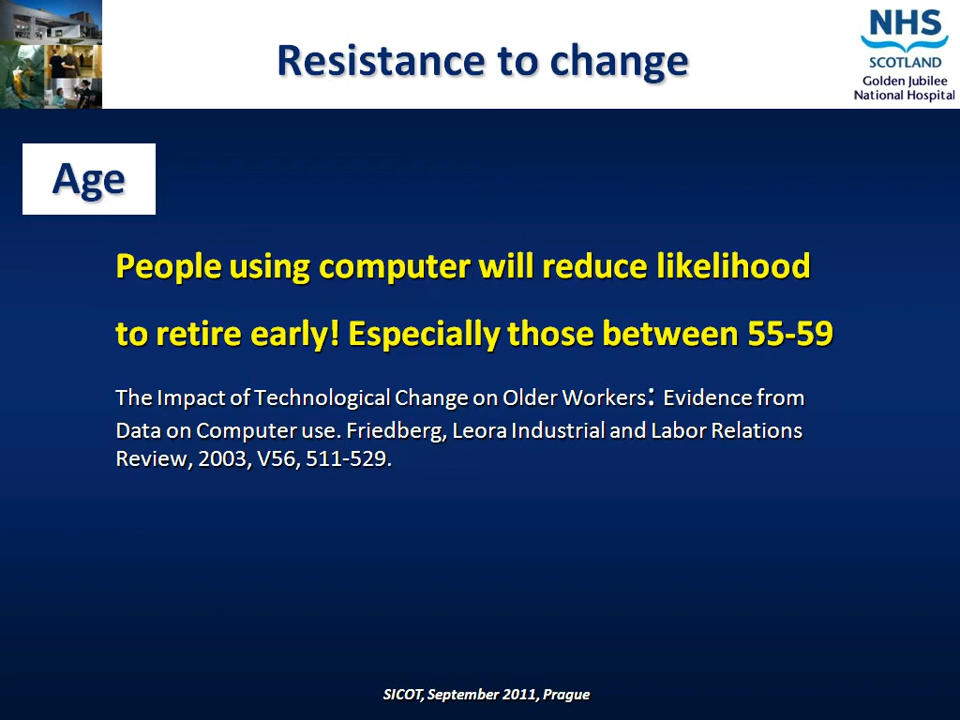 Resistance to change
NHS
SCOTLAND
Golden Jubilee
National Hospital
Age
People using computer will reduce likelihood
to retire early! Especially those between 55-59
The Impact of Technological Change on Older Workers: Evidence from
Data on Computer use. Friedberg, Leora Industrial and Labor Relations
Review, 2003, V56, 511-529.
SICOT, September 2011, Prague